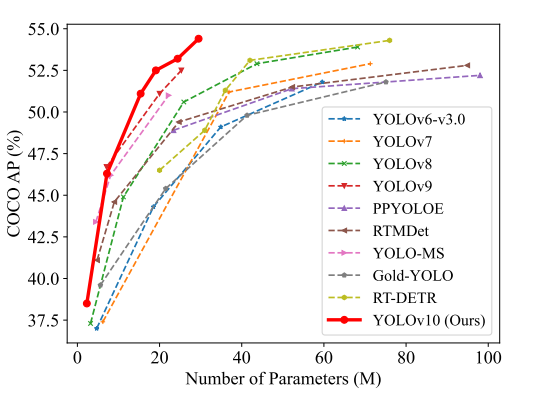 55.0
52.5
50.0
47.5
45.0
42.5
40.0
37.5
COCO AP (%)
YOLOv6-v3.0
YOLOv7
YOLOv8
YOLOv9
PPYOLOE
RTMDet
YOLO-MS
Gold-YOLO
RT-DETR
YOLOv10 (Ours)
0 20 40 60 80 100
Number of Parameters (M)